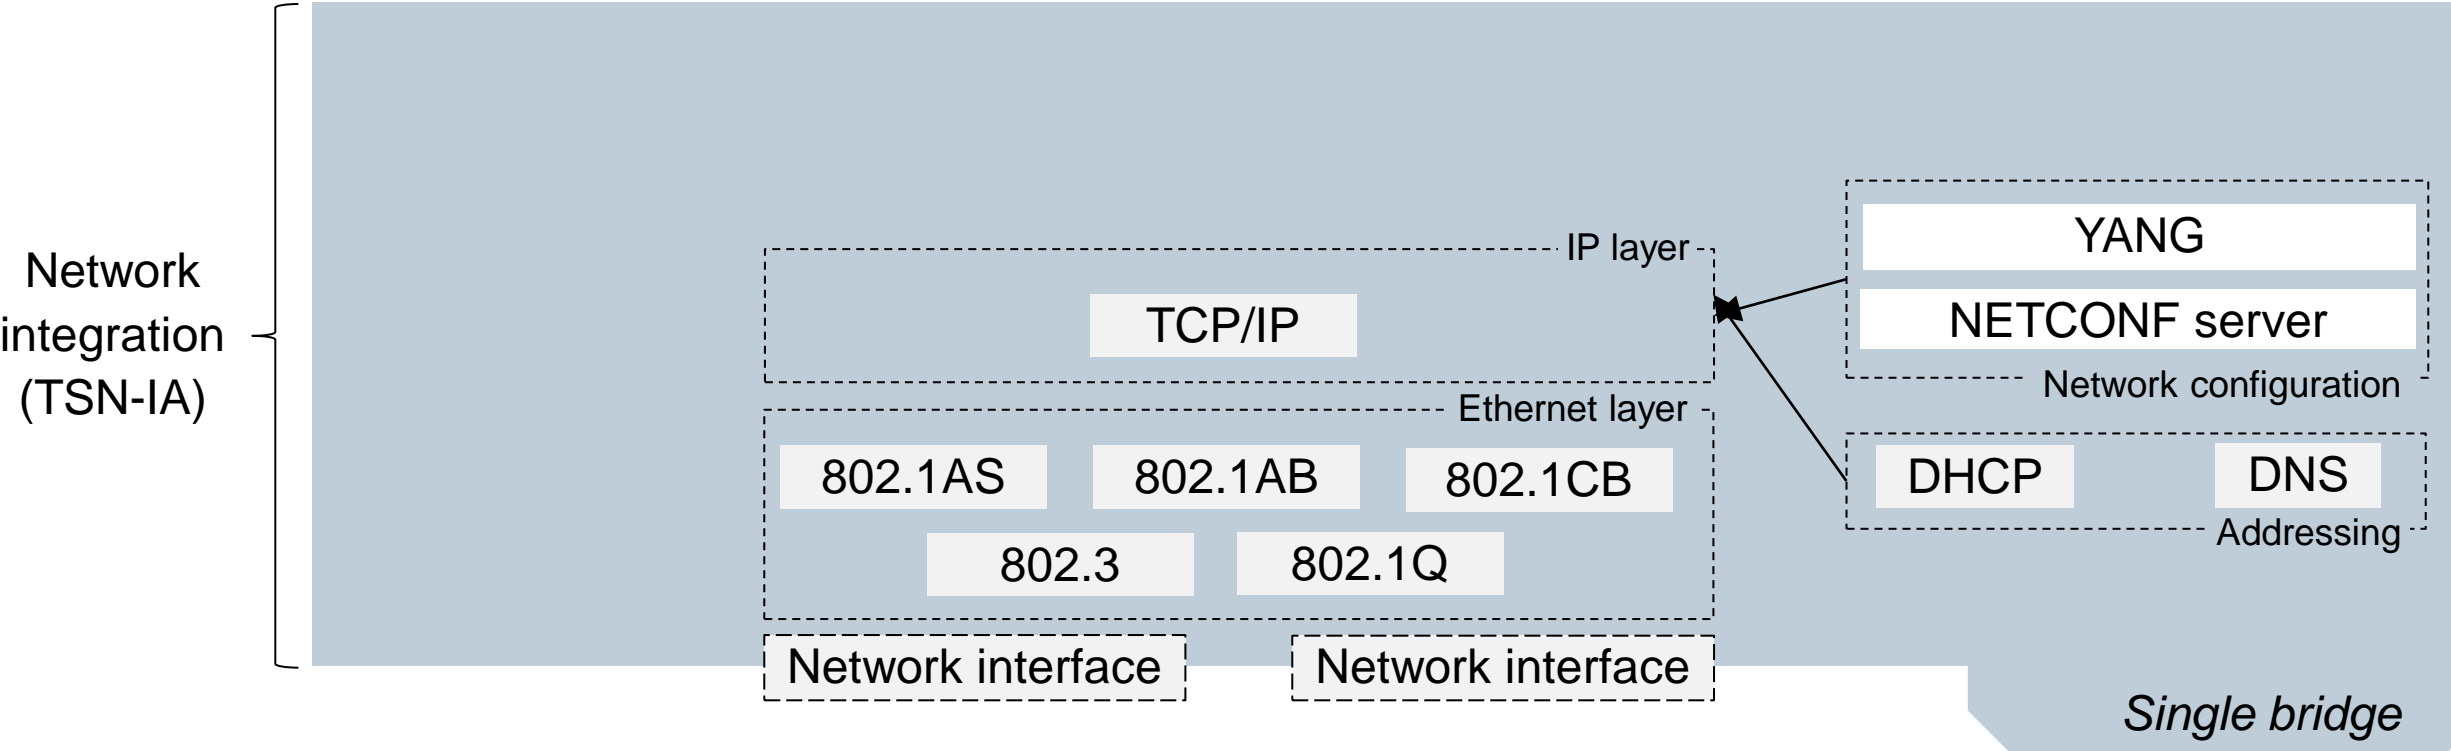 Network
integration
(TSN-IA)
IP layer
TCP/IP
Ethernet layer
802.1AS
802.1AB
802.1CB
802.3
802.1Q
Network interface
Network interface
YANG
NETCONF server
Network configuration
DHCP
DNS
Addressing
Single bridge